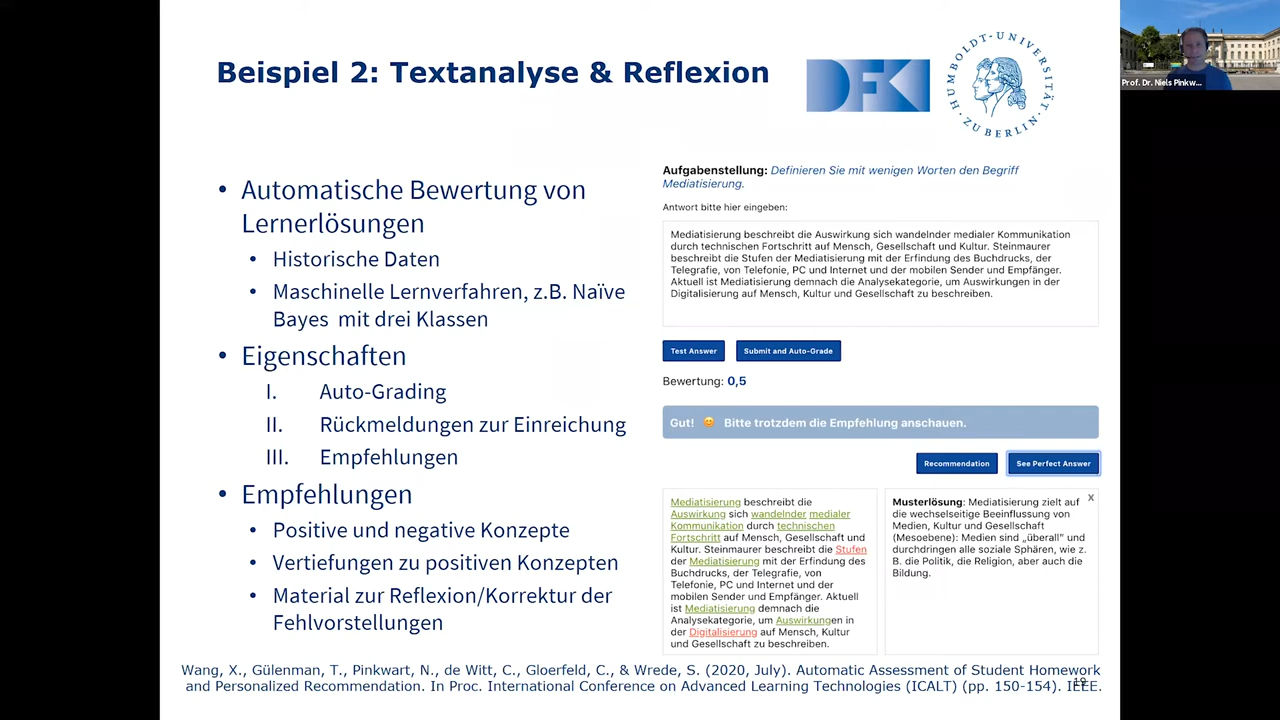 Beispiel 2: Textanalyse & Reflexion
DFKI
HUMBOLDT-UNIVERSITÄT ZU BERLIN
Prof. Dr. Niels Pinkw...
• Automatische Bewertung von
Lernerlösungen
• Historische Daten
• Maschinelle Lernverfahren, z.B. Naïve
Bayes mit drei Klassen
• Eigenschaften
I. Auto-Grading
II. Rückmeldungen zur Einreichung
III. Empfehlungen
• Empfehlungen
• Positive und negative Konzepte
• Vertiefungen zu positiven Konzepten
• Material zur Reflexion/Korrektur der
Fehlvorstellungen
Aufgabenstellung: Definieren Sie mit wenigen Worten den Begriff
Mediatisierung.
Antwort bitte hier eingeben:
Mediatisierung beschreibt die Auswirkung sich wandelnder medialer Kommunikation
durch technischen Fortschritt auf Mensch, Gesellschaft und Kultur. Steinmaurer
beschreibt die Stufen der Mediatisierung mit der Erfindung des Buchdrucks, der
Telegrafie, von Telefonie, PC und Internet und der mobilen Sender und Empfänger.
Aktuell ist Mediatisierung demnach die Analysekategorie, um Auswirkungen in der
Digitalisierung auf Mensch, Kultur und Gesellschaft zu beschreiben.
Test Answer
Submit and Auto-Grade
Bewertung: 0,5
Gut! 😊 Bitte trotzdem die Empfehlung anschauen.
Recommendation
See Perfect Answer
Mediatisierung beschreibt die
Auswirkung sich wandelnder medialer
Kommunikation durch technischen
Fortschritt auf Mensch, Gesellschaft und
Kultur. Steinmaurer beschreibt die Stufen
der Mediatisierung mit der Erfindung des
Buchdrucks, der Telegrafie, von
Telefonie, PC und Internet und der
mobilen Sender und Empfänger. Aktuell
ist Mediatisierung demnach die
Analysekategorie, um Auswirkungen in
der Digitalisierung auf Mensch, Kultur
und Gesellschaft zu beschreiben.
x
Musterlösung: Mediatisierung zielt auf
die wechselseitige Beeinflussung von
Medien, Kultur und Gesellschaft
(Mesoebene): Medien sind „überall" und
durchdringen alle soziale Sphären, wie z.
B. die Politik, die Religion, aber auch die
Bildung.
Wang, X., Gülenman, T., Pinkwart, N., de Witt, C., Gloerfeld, C., & Wrede, S. (2020, July). Automatic Assessment of Student Homework
and Personalized Recommendation. In Proc. International Conference on Advanced Learning Technologies (ICALT) (pp. 150-154). IEEE.
19